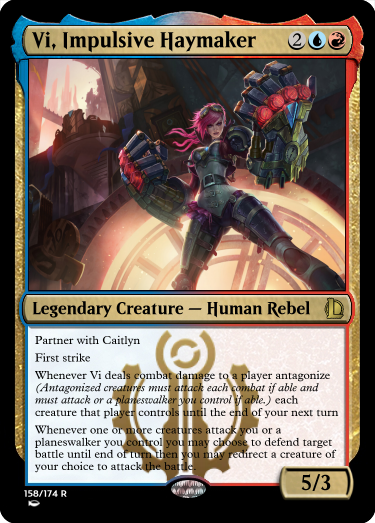 Vi, Impulsive Haymaker 2
Legendary Creature — Human Rebel
Partner with Caitlyn
First strike
Whenever Vi deals combat damage to a player antagonize
(Antagonized creatures must attack each combat if able and
must attack or a planeswalker you control if able.) each
creature that player controls until the end of your next turn
Whenever one or more creatures attack you or a
planeswalker you control you may choose to defend target
battle until end of turn then you may redirect a creature of
your choice to attack the battle.
5/3
158/174 R